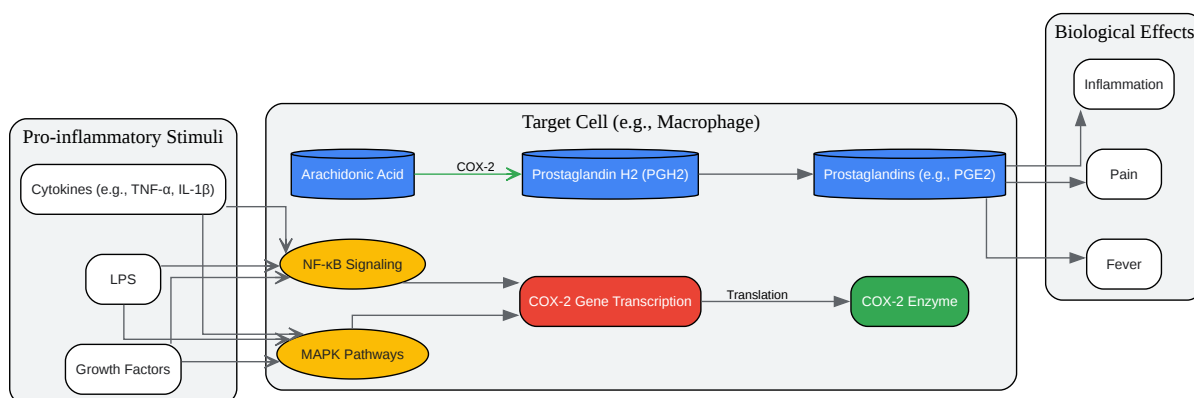 Biological Effects
Inflammation
Pain
Fever
Pro-inflammatory Stimuli
Cytokines (e.g., TNF-α, IL-1β)
LPS
Growth Factors
Target Cell (e.g., Macrophage)
Arachidonic Acid
COX-2
Prostaglandin H2 (PGH2)
Prostaglandins (e.g., PGE2)
NF-κB Signaling
MAPK Pathways
COX-2 Gene Transcription
Translation
COX-2 Enzyme